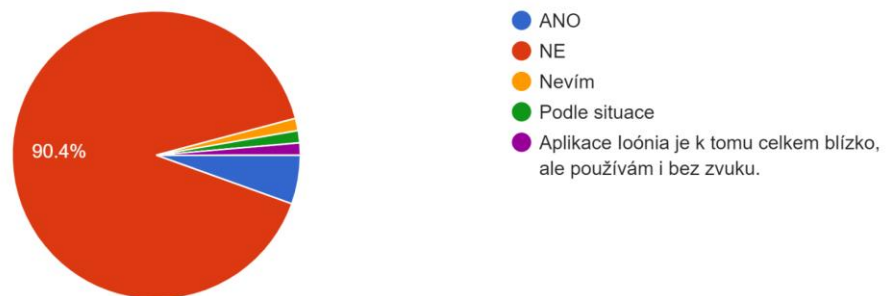 ANO
NE
Nevím
Podle situace
Aplikace Ioónia je k tomu celkem blízko,
ale používám i bez zvuku.
90.4%